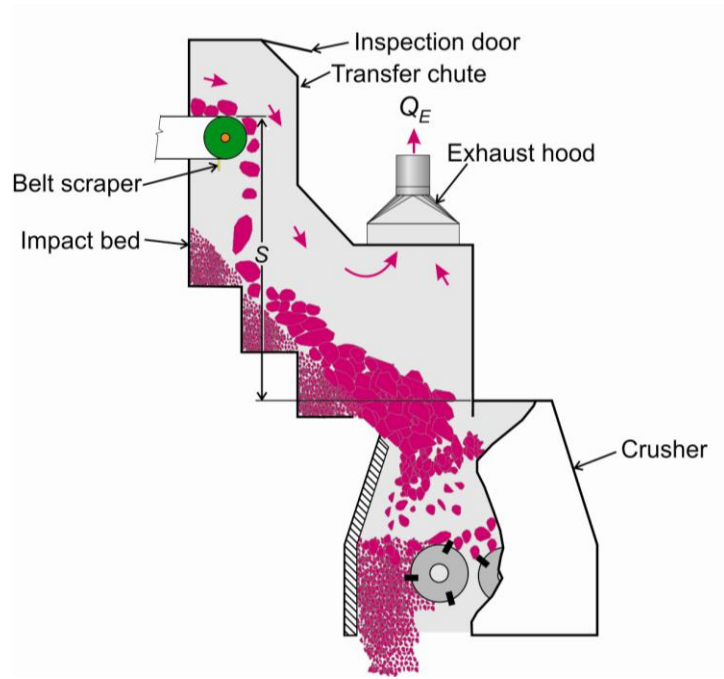 Inspection door
Transfer chute
Q_E
Exhaust hood
Belt scraper
Impact bed
S
Crusher